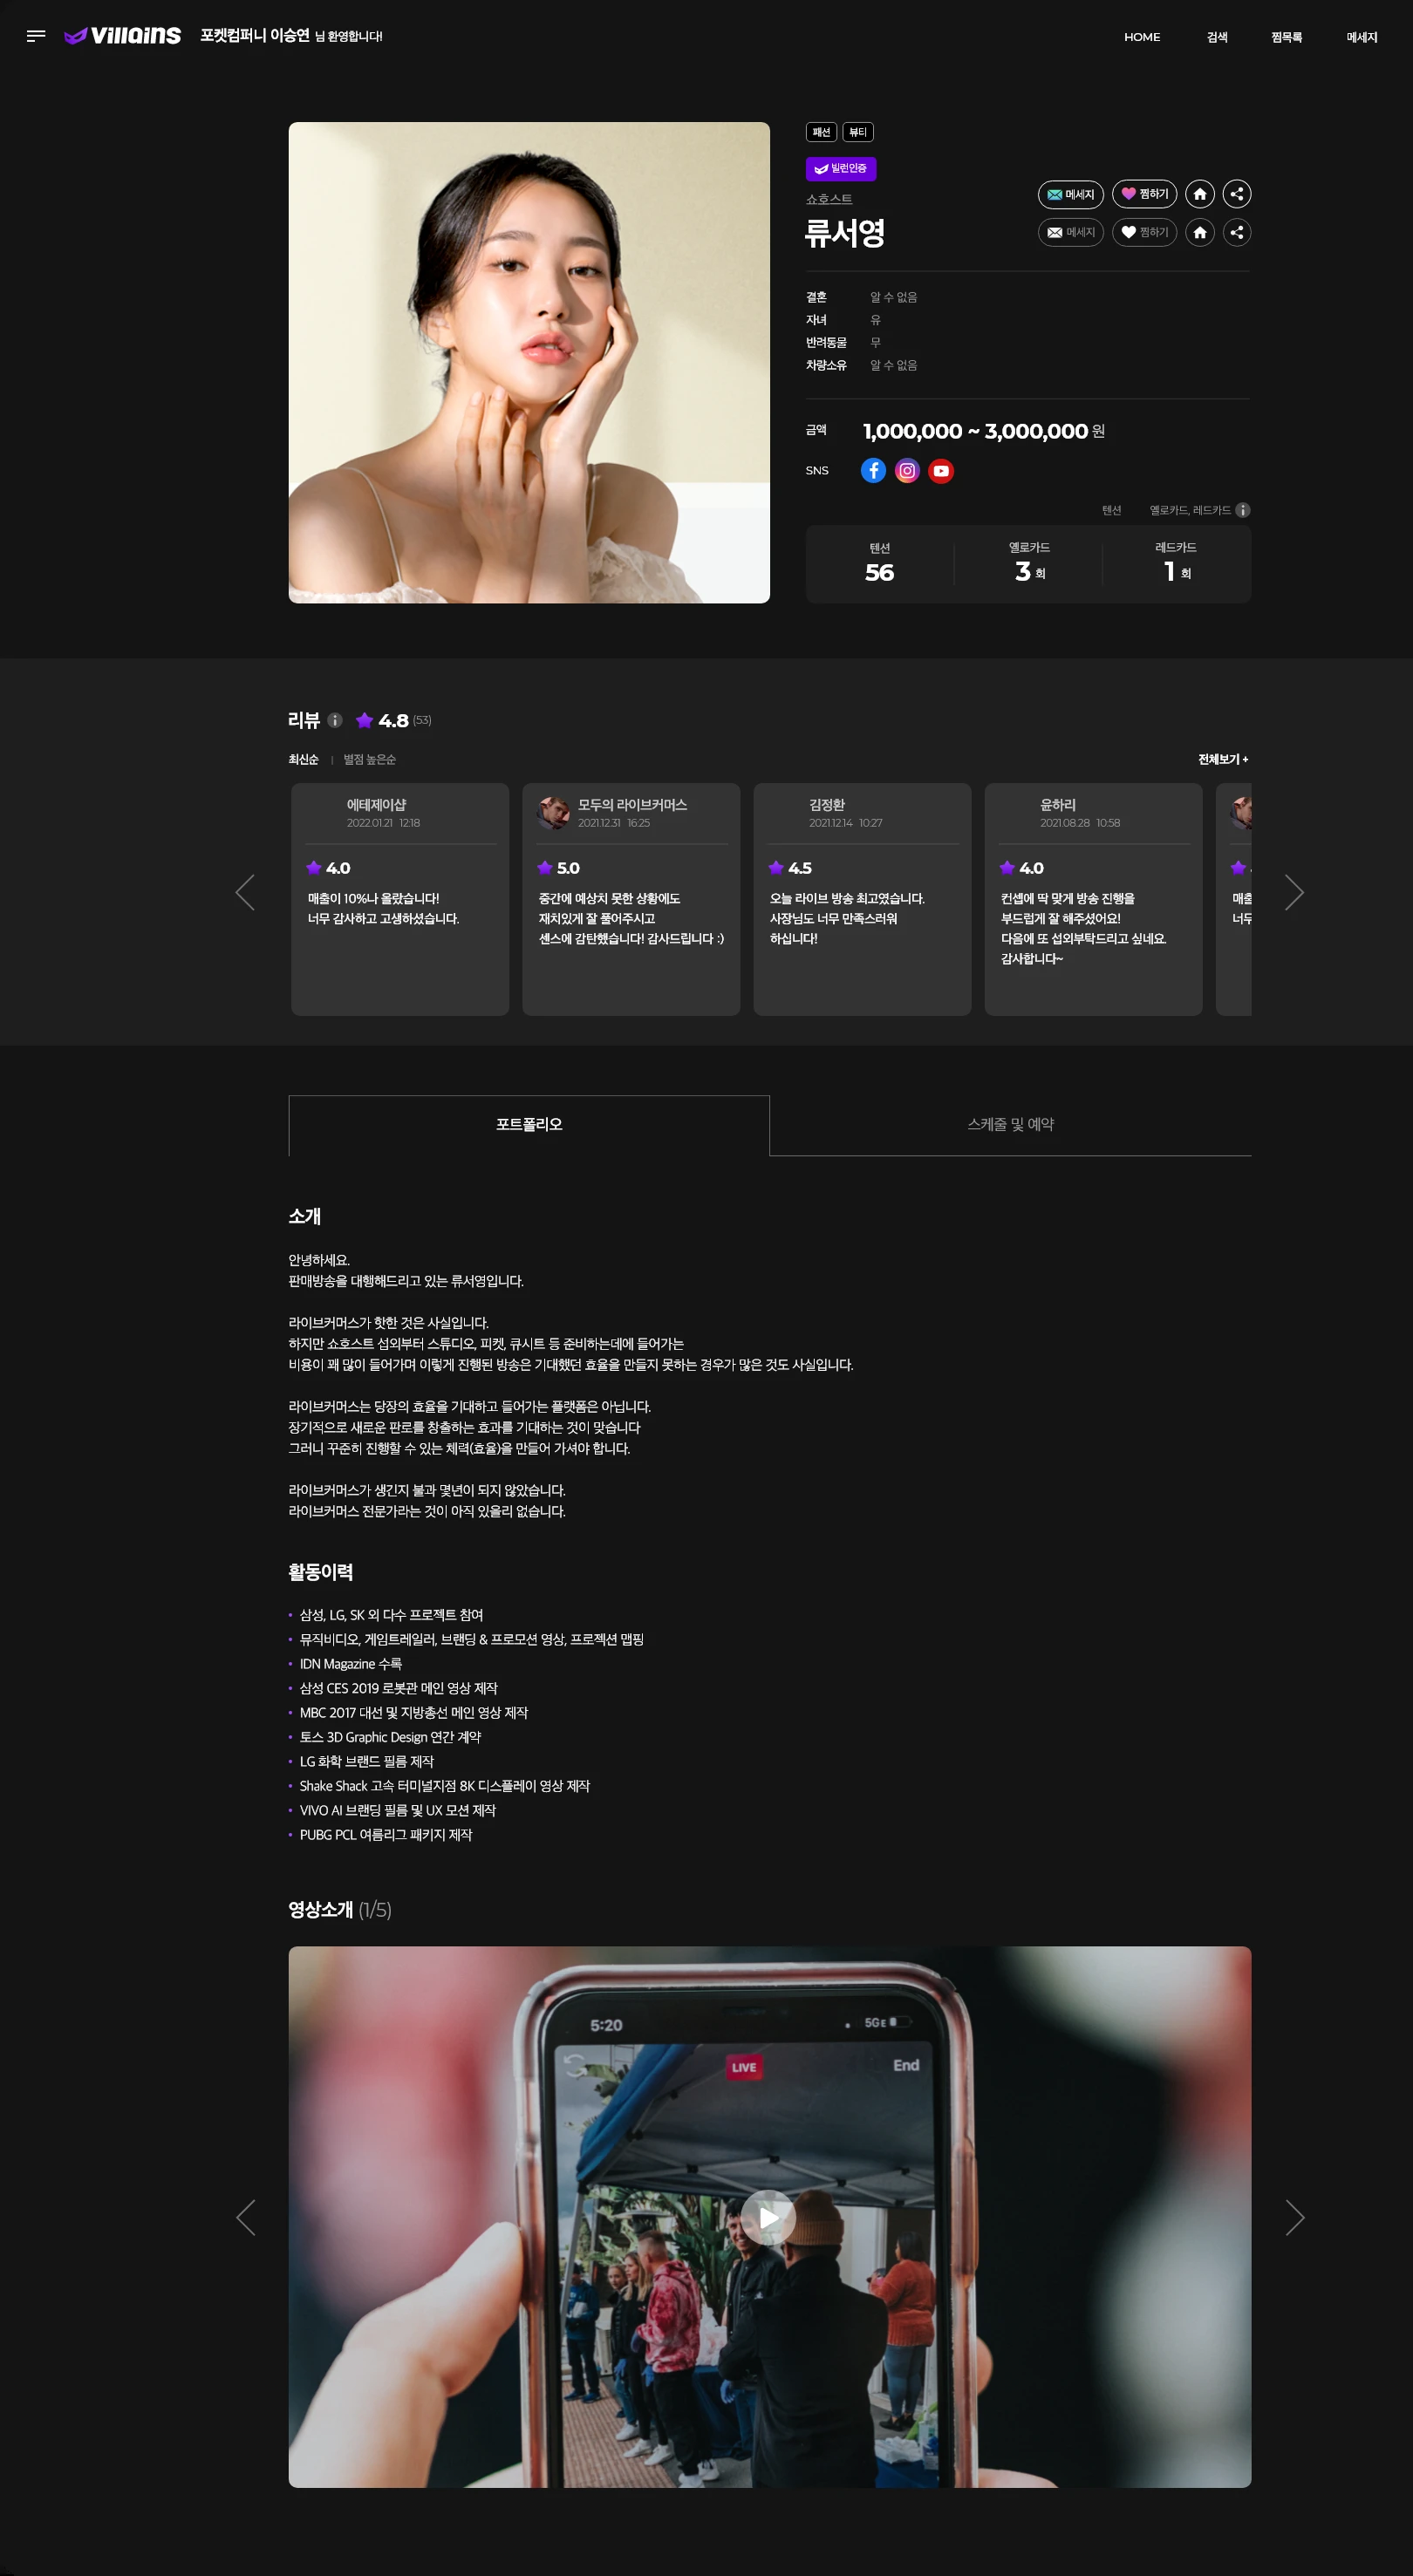 Villains 포켓컴퍼니 이승연 님 환영합니다! HOME 검색 찜목록 메세지
패션 뷰티
빌런인증
쇼호스트
류서영
메세지 찜하기
메세지 찜하기
결혼 알 수 없음
자녀 유
반려동물 무
차량소유 알 수 없음
금액 1,000,000 ~ 3,000,000 원
SNS
텐션 옐로카드, 레드카드
텐션 옐로카드 레드카드
56 3 회 1 회
리뷰 4.8 (53)
최신순 | 별점 높은순 전체보기 +
에테제이샵
2022.01.21 12:18
4.0
매출이 10%나 올랐습니다!
너무 감사하고 고생하셨습니다.
모두의 라이브커머스
2021.12.31 16:25
5.0
중간에 예상치 못한 상황에도
재치있게 잘 풀어주시고
센스에 감탄했습니다! 감사드립니다 :)
김정환
2021.12.14 10:27
4.5
오늘 라이브 방송 최고였습니다.
사장님도 너무 만족스러워
하십니다!
윤하리
2021.08.28 10:58
4.0
컨셉에 딱 맞게 방송 진행을
부드럽게 잘 해주셨어요!
다음에 또 섭외부탁드리고 싶네요.
감사합니다~
너무
포트폴리오 스케줄 및 예약
소개
안녕하세요.
판매방송을 대행해드리고 있는 류서영입니다.
라이브커머스가 핫한 것은 사실입니다.
하지만 쇼호스트 섭외부터 스튜디오, 피켓, 큐시트 등 준비하는데에 들어가는
비용이 꽤 많이 들어가며 이렇게 진행된 방송은 기대했던 효율을 만들지 못하는 경우가 많은 것도 사실입니다.
라이브커머스는 당장의 효율을 기대하고 들어가는 플랫폼은 아닙니다.
장기적으로 새로운 판로를 창출하는 효과를 기대하는 것이 맞습니다
그러니 꾸준히 진행할 수 있는 체력(효율)을 만들어 가셔야 합니다.
라이브커머스가 생긴지 불과 몇년이 되지 않았습니다.
라이브커머스 전문가라는 것이 아직 있을리 없습니다.
활동이력
• 삼성, LG, SK 외 다수 프로젝트 참여
• 뮤직비디오, 게임트레일러, 브랜딩 & 프로모션 영상, 프로젝션 맵핑
• IDN Magazine 수록
• 삼성 CES 2019 로봇관 메인 영상 제작
• MBC 2017 대선 및 지방총선 메인 영상 제작
• 토스 3D Graphic Design 연간 계약
• LG 화학 브랜드 필름 제작
• Shake Shack 고속 터미널지점 8K 디스플레이 영상 제작
• VIVO AI 브랜딩 필름 및 UX 모션 제작
• PUBG PCL 여름리그 패키지 제작
영상소개 (1/5)
5:20 5GE
LIVE End